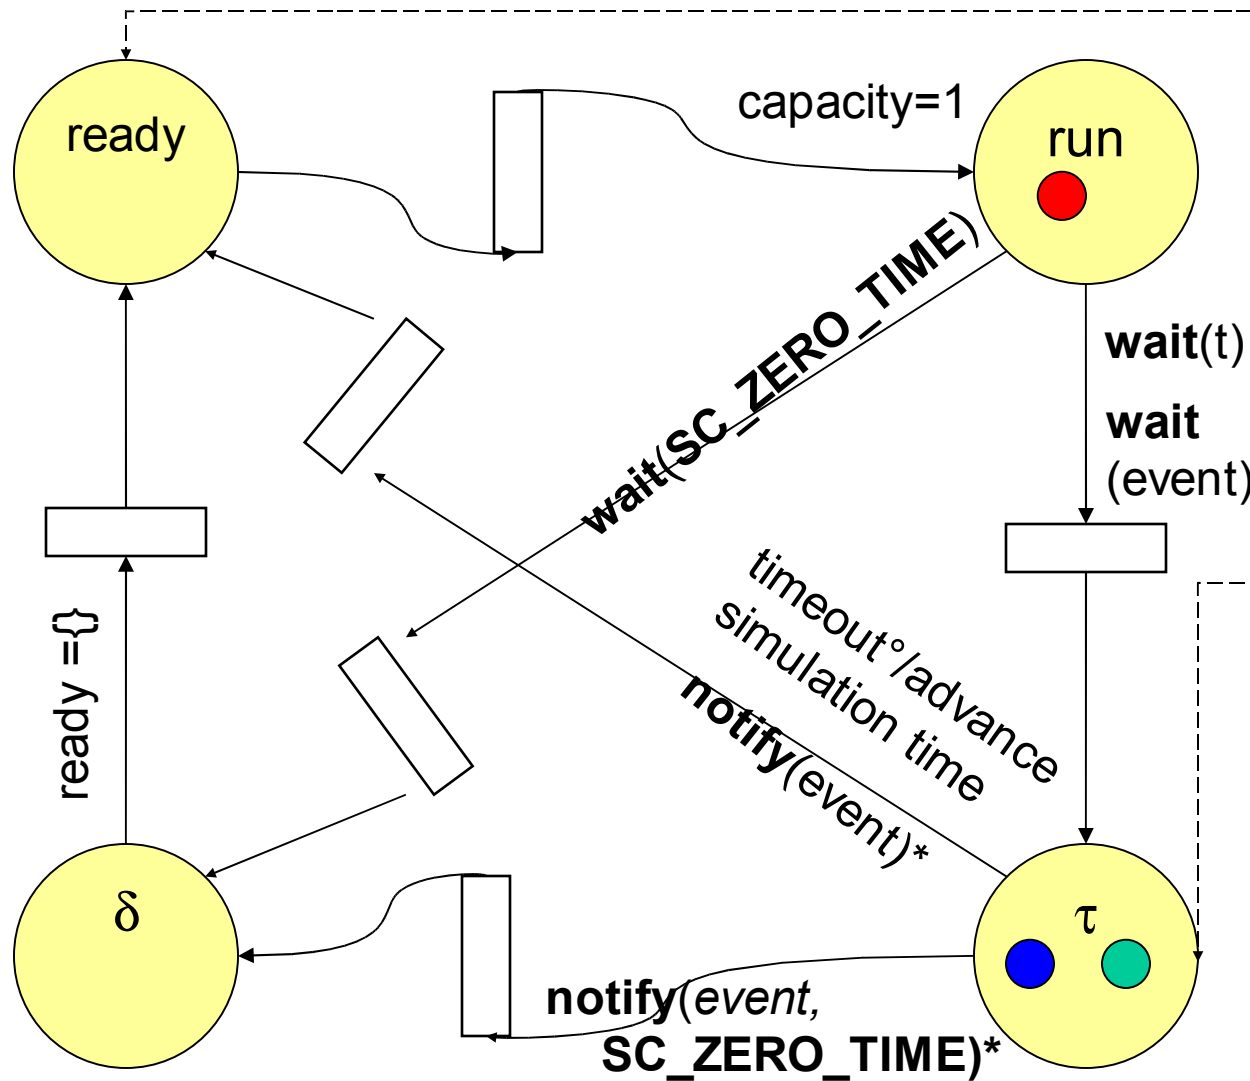 capacity=1
ready
run
wait(SC_ZERO_TIME)
wait(t)
wait
(event)
timeout°/advance
simulation time
notify(event)*
ready ={}
δ
τ
notify(event,
SC_ZERO_TIME)*